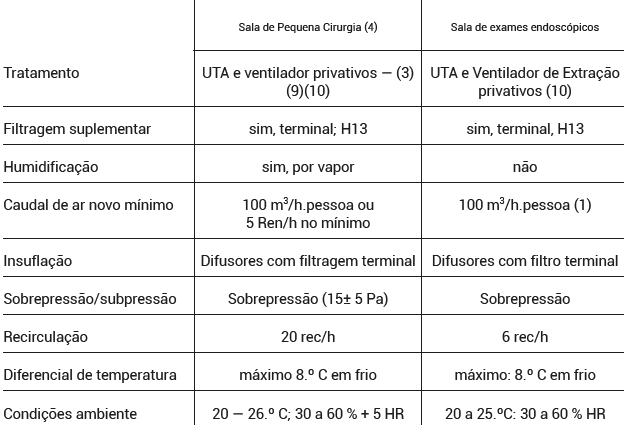 Sala de Pequena Cirurgia (4) Sala de exames endoscópicos
Tratamento UTA e ventilador privativos — (3) UTA e Ventilador de Extração
(9)(10) privativos (10)
Filtragem suplementar sim, terminal; H13 sim, terminal, H13
Humidificação sim, por vapor não
Caudal de ar novo mínimo 100 m³/h.pessoa ou 100 m³/h.pessoa (1)
5 Ren/h no mínimo
Insuflação Difusores com filtragem terminal Difusores com filtro terminal
Sobrepressão/subpressão Sobrepressão (15± 5 Pa) Sobrepressão
Recirculação 20 rec/h 6 rec/h
Diferencial de temperatura máximo 8.º C em frio máximo: 8.º C em frio
Condições ambiente 20 — 26.º C; 30 a 60 % + 5 HR 20 a 25.ºC: 30 a 60 % HR